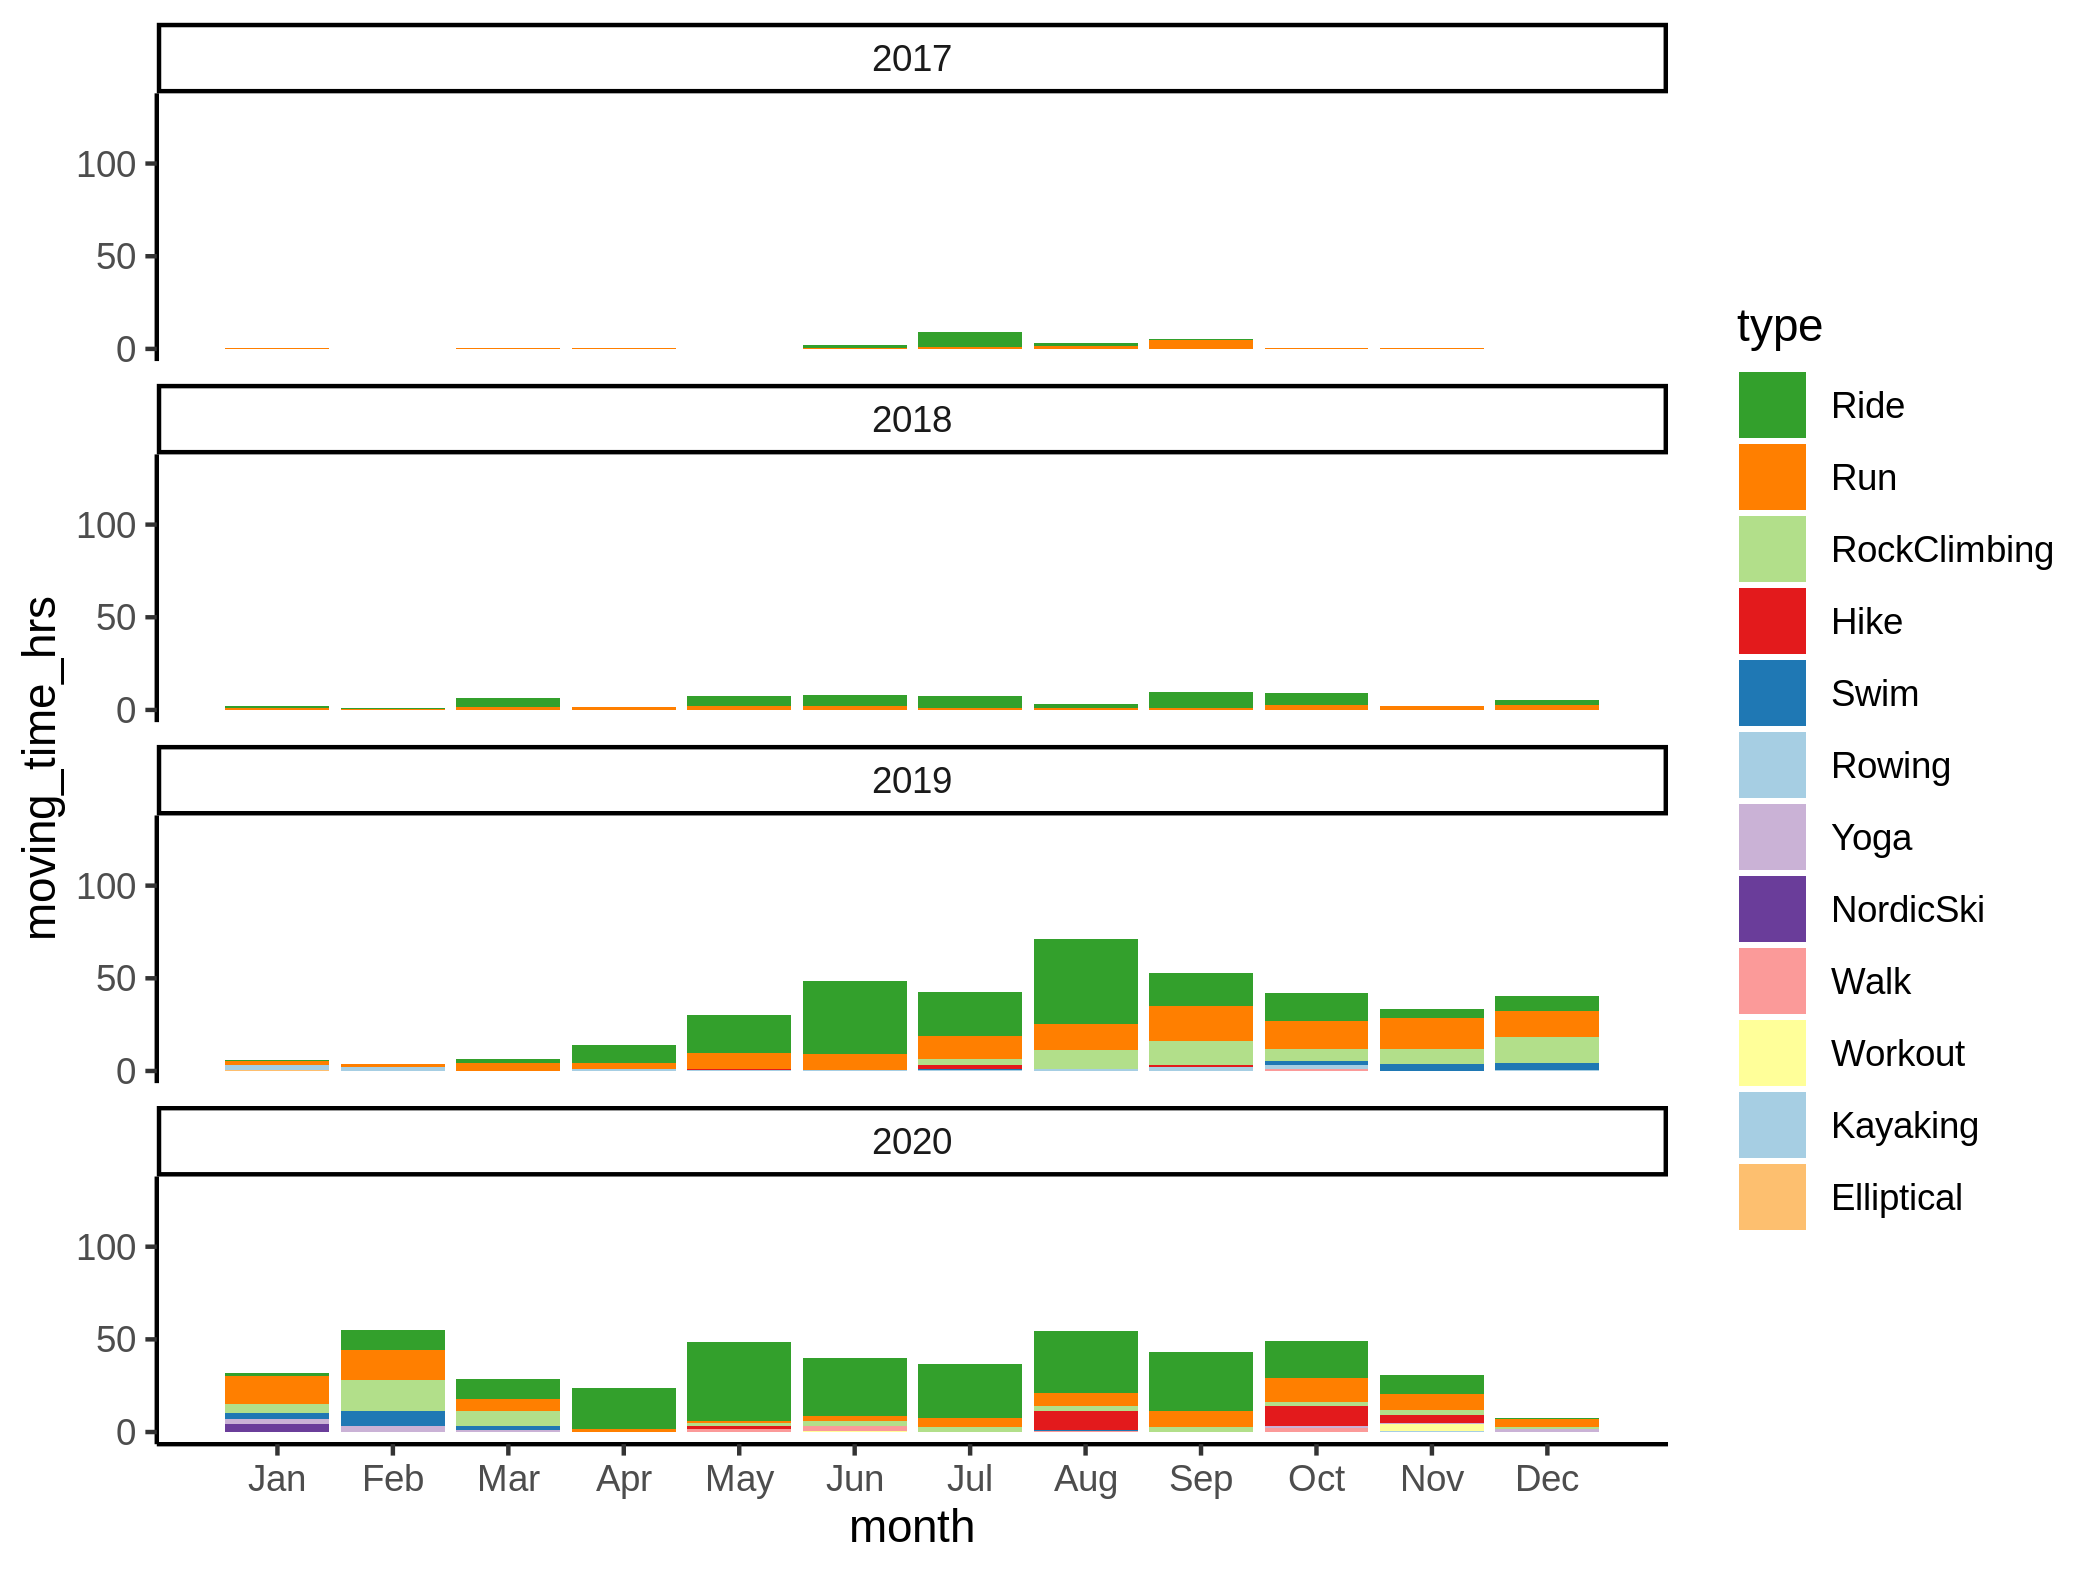 2017
100
50
0
2018
100
50
0
2019
100
50
0
2020
100
50
0
Jan Feb Mar Apr May Jun Jul Aug Sep Oct Nov Dec
month
moving_time_hrs
type
Ride
Run
RockClimbing
Hike
Swim
Rowing
Yoga
NordicSki
Walk
Workout
Kayaking
Elliptical